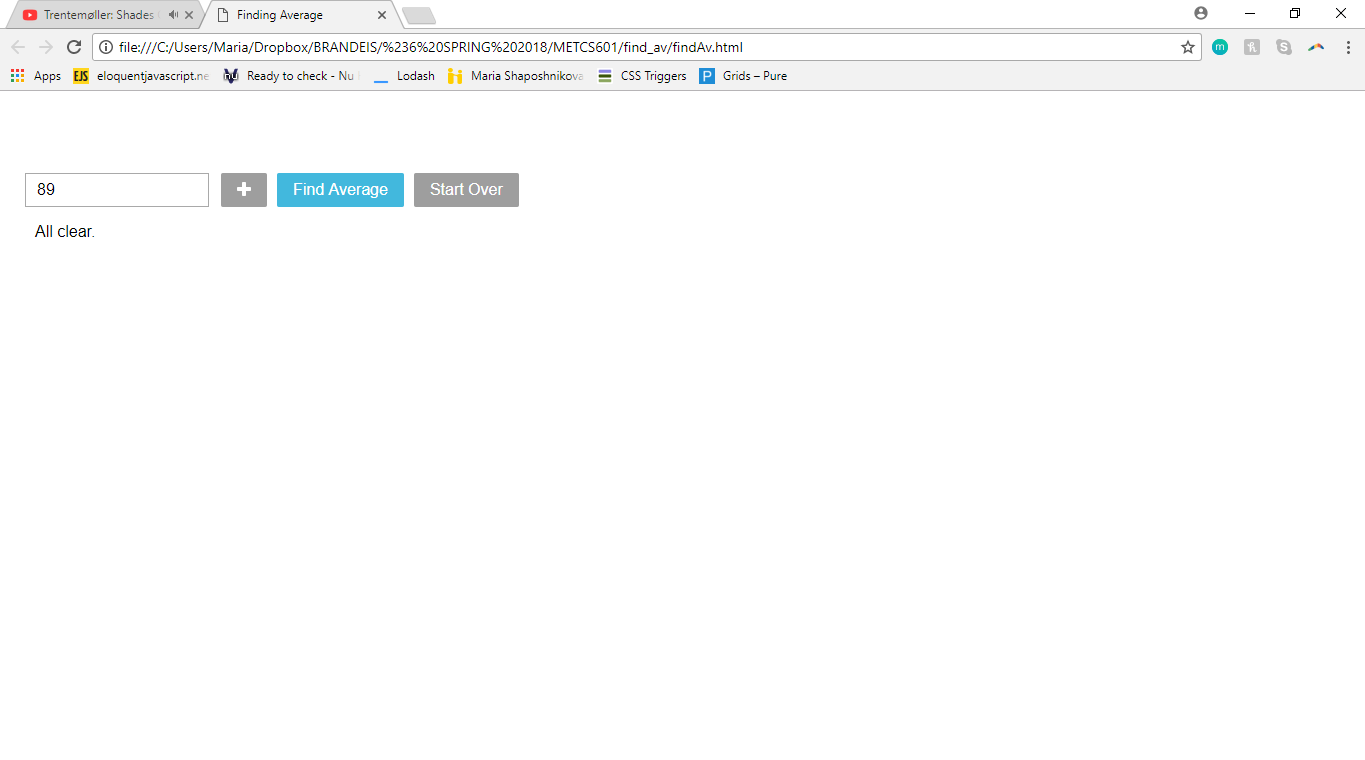 Trentemøller: Shades
Finding Average
file:///C:/Users/Maria/Dropbox/BRANDEIS/%236%20SPRING%202018/METCS601/find_av/findAv.html
m
Apps EJS eloquentjavascript.ne nu Ready to check - Nu Lodash Maria Shaposhnikova CSS Triggers P Grids – Pure
89 Find Average Start Over
All clear.